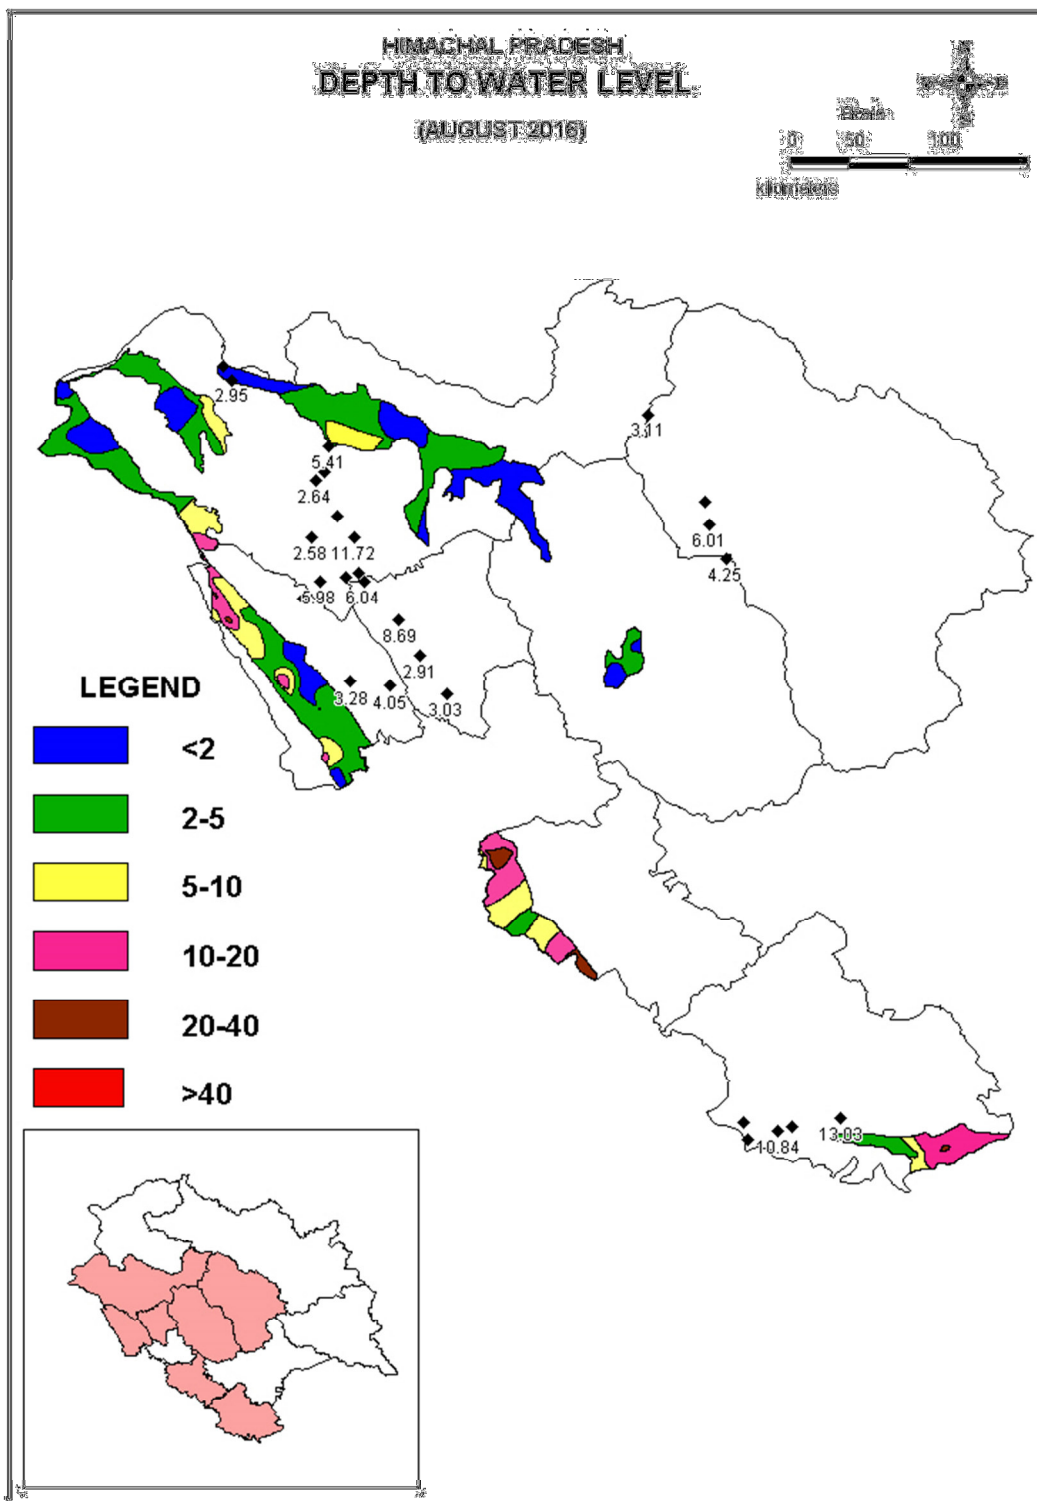 HIMACHAL PRADESH
DEPTH TO WATER LEVEL
(AUGUST 2016)
Scale
0 50 100
kilometers
2.95
3.11
5.41
2.64
6.01
2.58 11.72
4.25
5.98 6.04
8.69
2.91
3.28 4.05 3.03
LEGEND
<2
2-5
5-10
10-20
20-40
>40
10.84 13.03